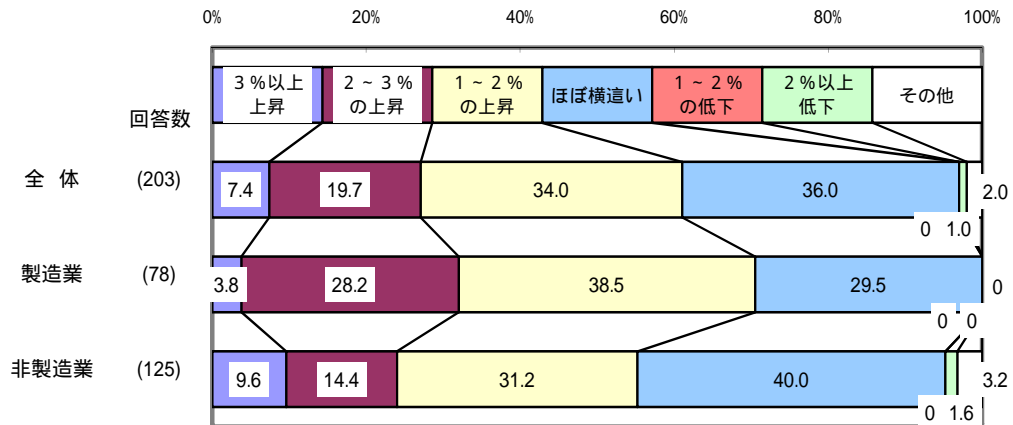 0% 20% 40% 60% 80% 100%
回答数
3%以上
上昇
2~3%
の上昇
1~2%
の上昇
ほぼ横這い
1~2%
の低下
2%以上
低下
その他
全 体 (203) 7.4 19.7 34.0 36.0 0 1.0 2.0
製造業 (78) 3.8 28.2 38.5 29.5 0 0 0
非製造業 (125) 9.6 14.4 31.2 40.0 0 1.6 3.2